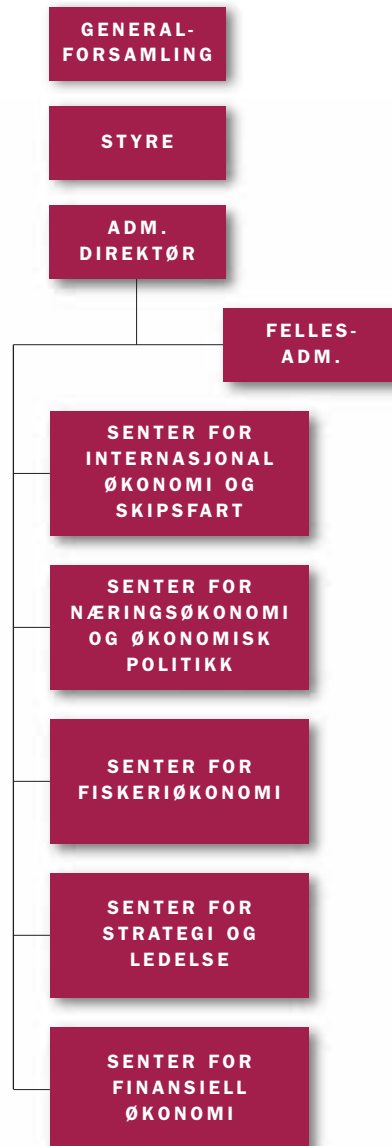 GENERAL-
FORSAMLING
STYRE
ADM.
DIREKTØR
FELLES-
ADM.
SENTER FOR
INTERNASJONAL
ØKONOMI OG
SKIPSFART
SENTER FOR
NÆRINGSØKONOMI
OG ØKONOMISK
POLITIKK
SENTER FOR
FISKERIØKONOMI
SENTER FOR
STRATEGI OG
LEDELSE
SENTER FOR
FINANSIELL
ØKONOMI